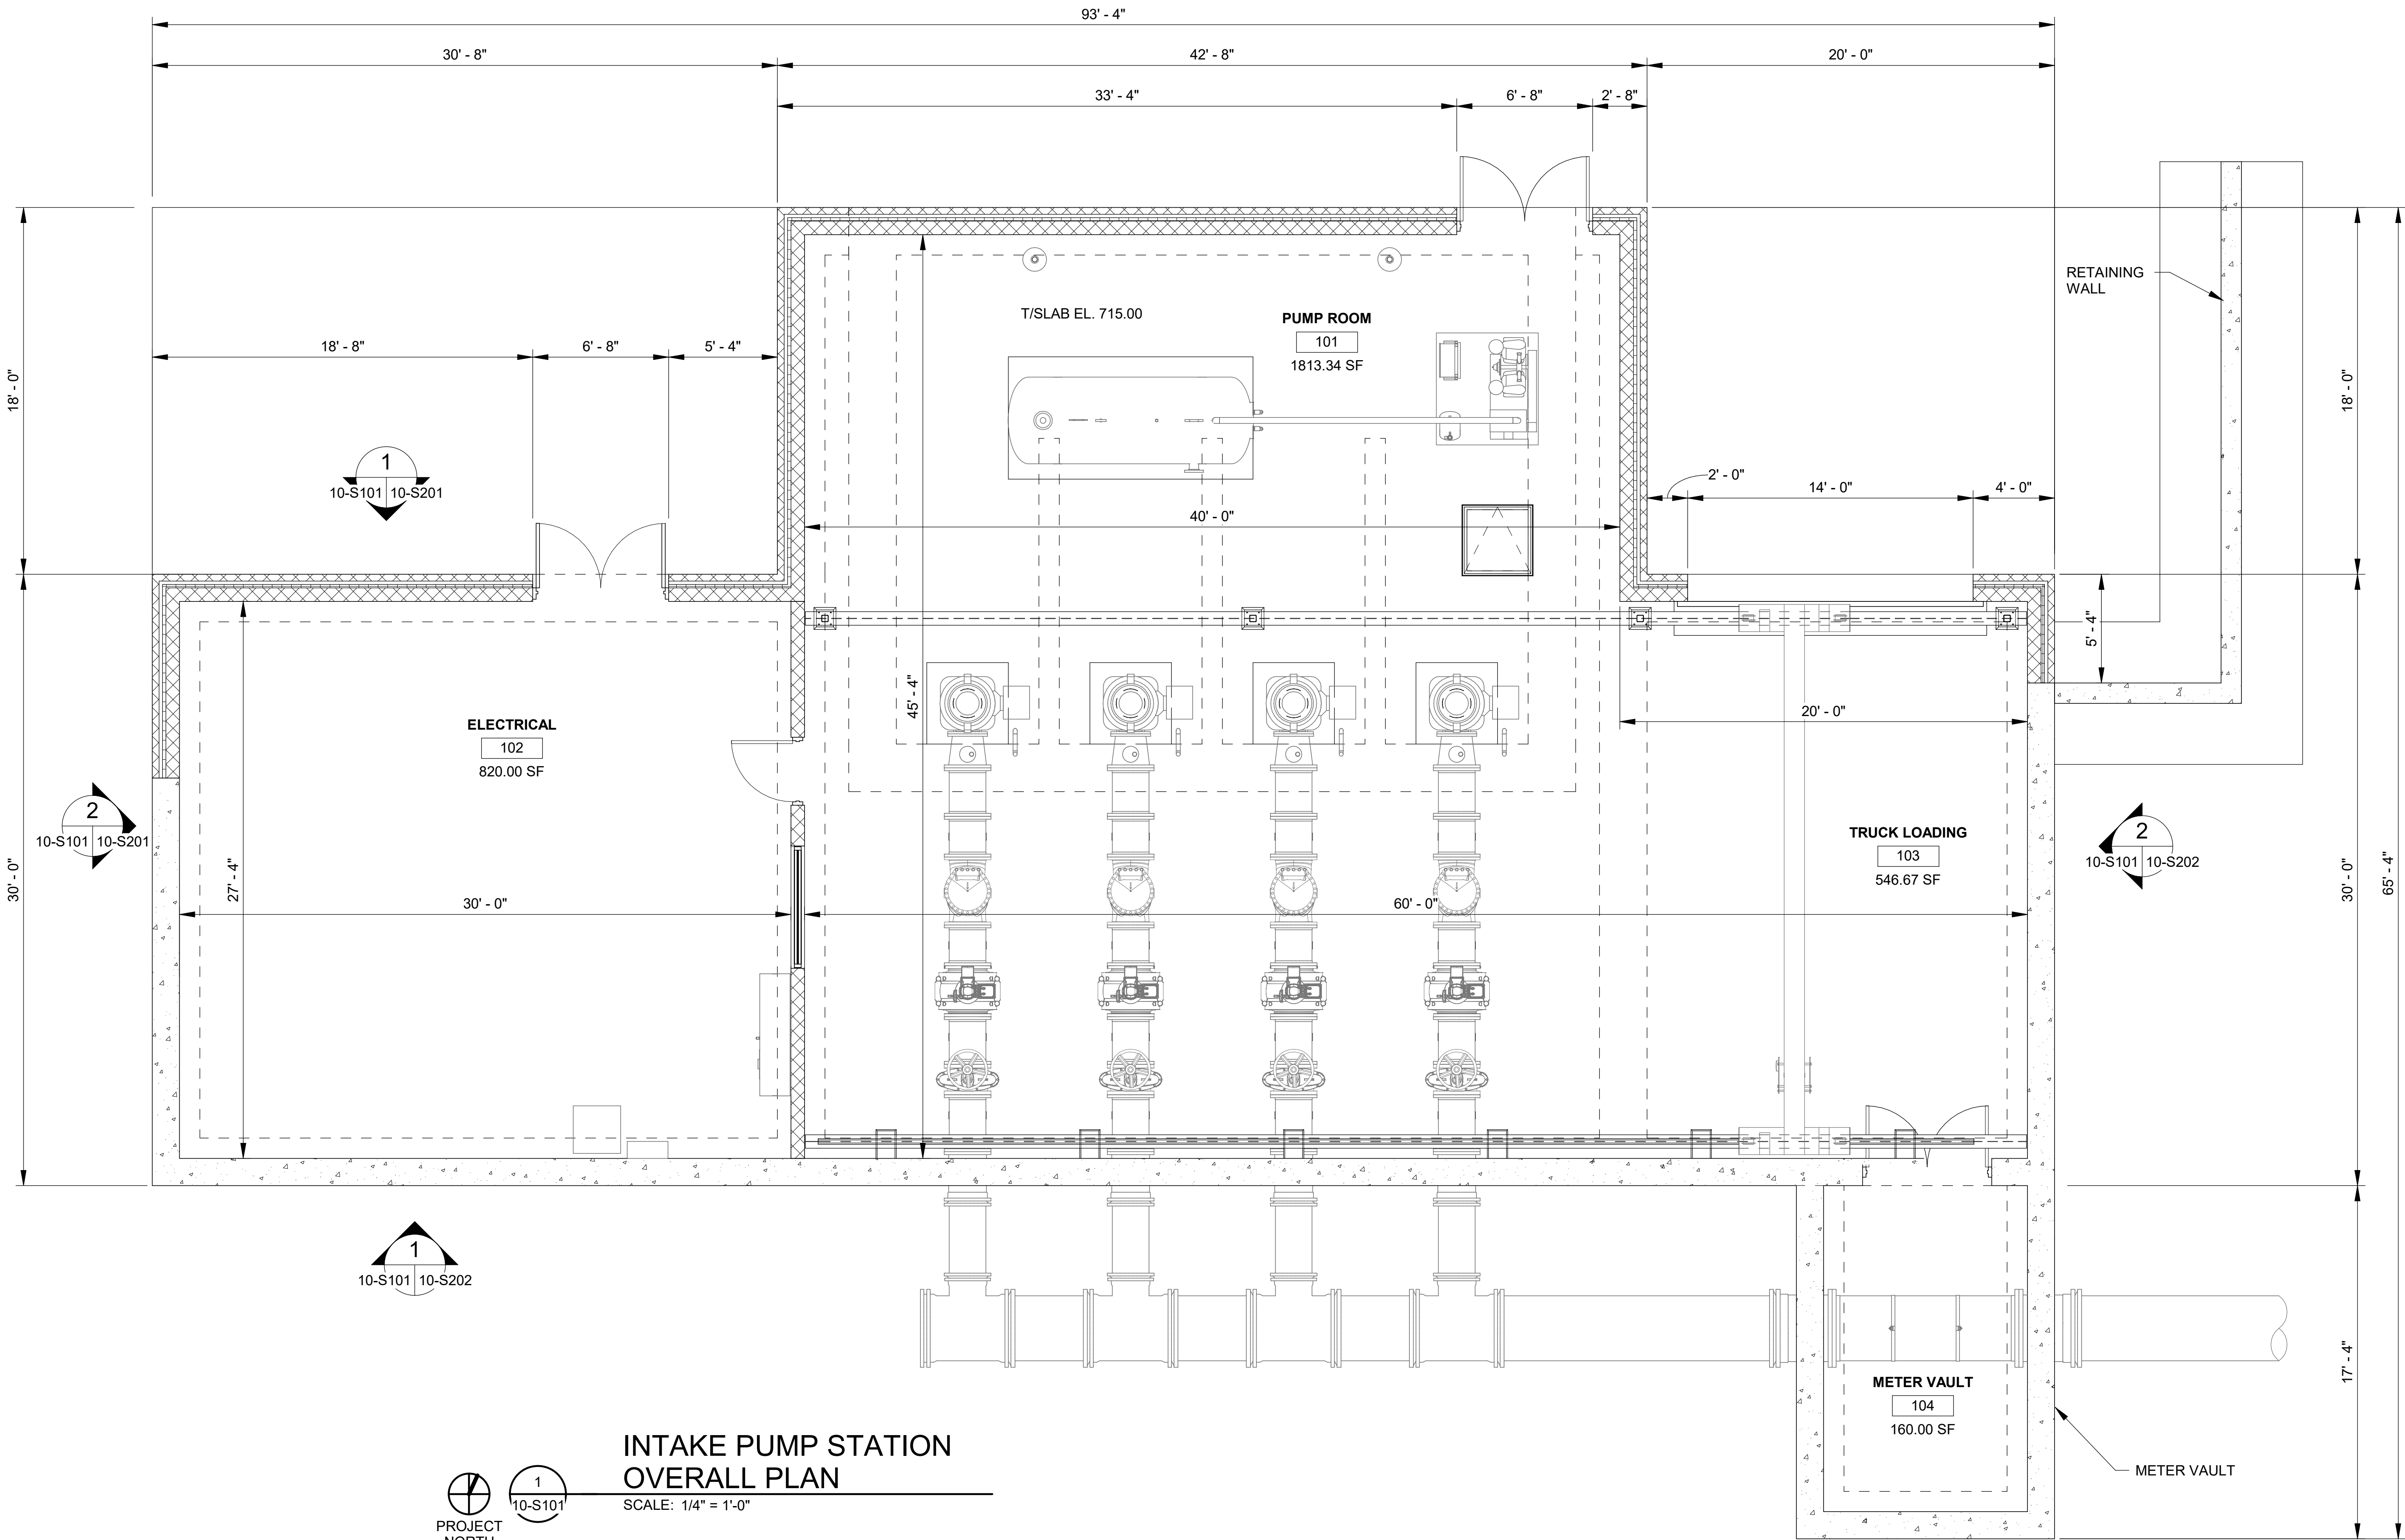 93' - 4"
30' - 8"
42' - 8"
20' - 0"
33' - 4"
6' - 8"
2' - 8"
18' - 0"
18' - 8"
6' - 8"
5' - 4"
T/SLAB EL. 715.00
PUMP ROOM
101
1813.34 SF
RETAINING
WALL
18' - 0"
1
10-S101
10-S201
2' - 0"
14' - 0"
4' - 0"
40' - 0"
5' - 4"
45' - 4"
20' - 0"
ELECTRICAL
102
820.00 SF
2
10-S101
10-S201
TRUCK LOADING
103
546.67 SF
2
10-S101
10-S202
30' - 0"
27' - 4"
30' - 0"
60' - 0"
30' - 0"
65' - 4"
1
10-S101
10-S202
17' - 4"
METER VAULT
104
160.00 SF
METER VAULT
INTAKE PUMP STATION
OVERALL PLAN
1
10-S101
SCALE: 1/4" = 1'-0"
PROJECT
NORTH